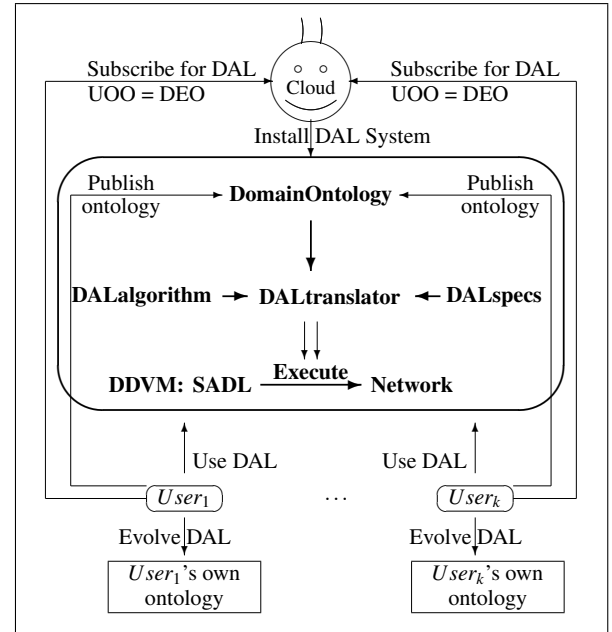 Subscribe for DAL
UOO = DEO
Cloud
Subscribe for DAL
UOO = DEO
Install DAL System
Publish
ontology
DomainOntology
Publish
ontology
DALalgorithm
DALtranslator
DALspecs
Execute
DDVM: SADL
Network
Use DAL
Use DAL
User1
...
Userk
Evolve DAL
Evolve DAL
User1's own
ontology
Userk's own
ontology